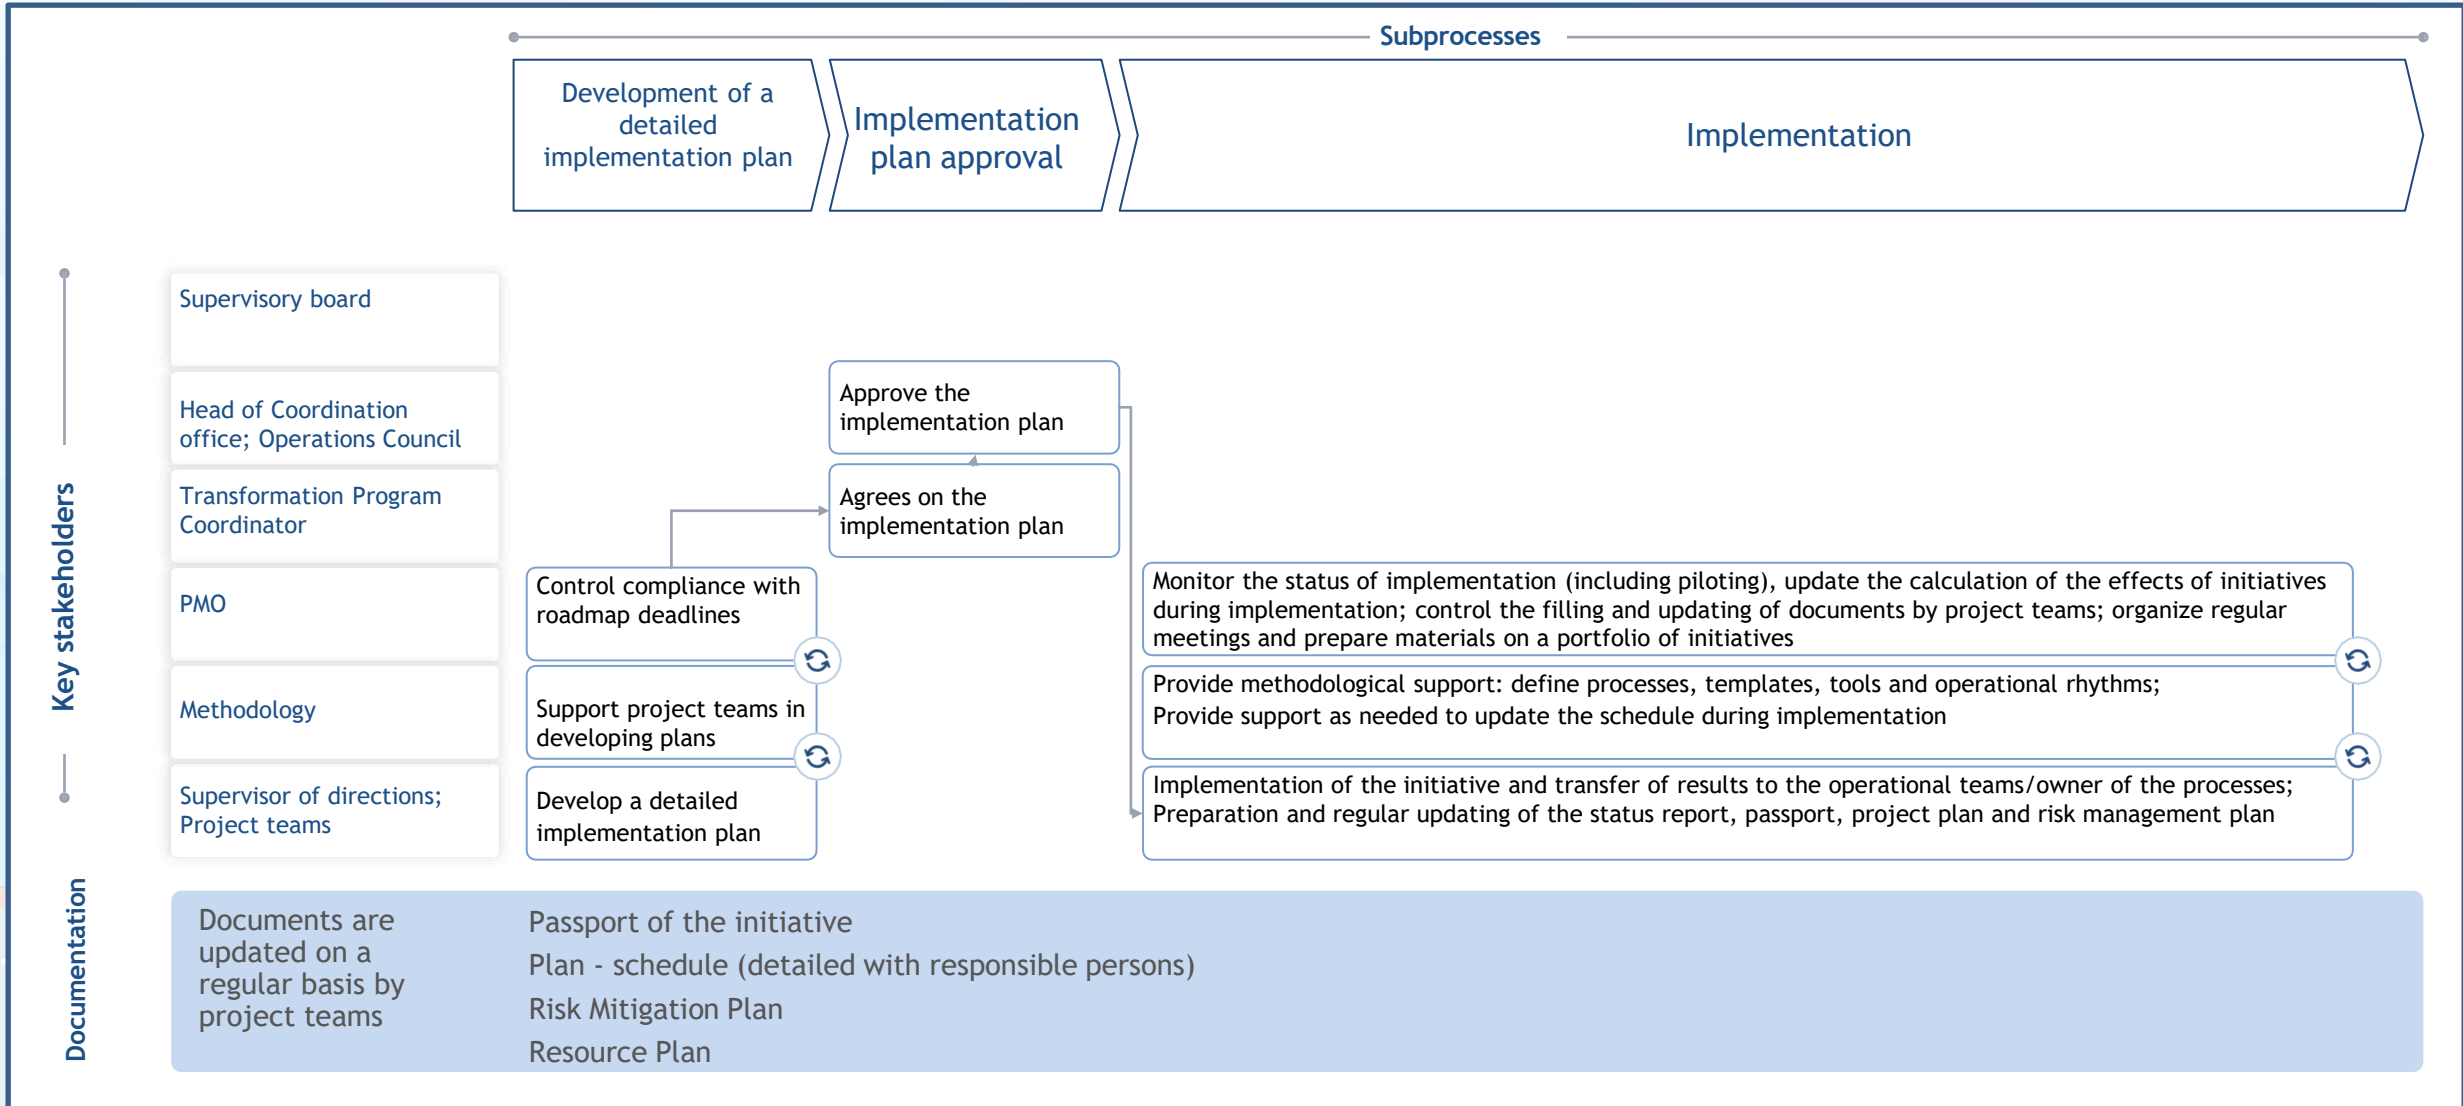 Subprocesses
Development of a
detailed
implementation plan
Implementation
plan approval
Implementation
Key stakeholders
Supervisory board
Head of Coordination
office; Operations Council
Approve the
implementation plan
Transformation Program
Coordinator
Agrees on the
implementation plan
PMO
Control compliance with
roadmap deadlines
Monitor the status of implementation (including piloting), update the calculation of the effects of initiatives
during implementation; control the filling and updating of documents by project teams; organize regular
meetings and prepare materials on a portfolio of initiatives
Methodology
Support project teams in
developing plans
Provide methodological support: define processes, templates, tools and operational rhythms;
Provide support as needed to update the schedule during implementation
Supervisor of directions;
Project teams
Develop a detailed
implementation plan
Implementation of the initiative and transfer of results to the operational teams/owner of the processes;
Preparation and regular updating of the status report, passport, project plan and risk management plan
Documentation
Documents are
updated on a
regular basis by
project teams
Passport of the initiative
Plan - schedule (detailed with responsible persons)
Risk Mitigation Plan
Resource Plan